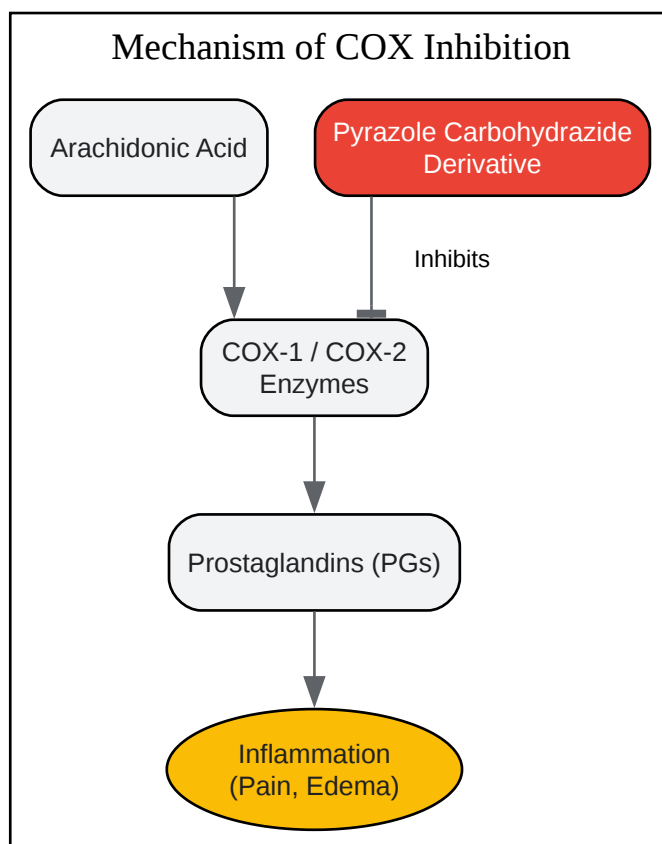 Mechanism of COX Inhibition
Arachidonic Acid
Pyrazole Carbohydrazide
Derivative
Inhibits
COX-1 / COX-2
Enzymes
Prostaglandins (PGs)
Inflammation
(Pain, Edema)